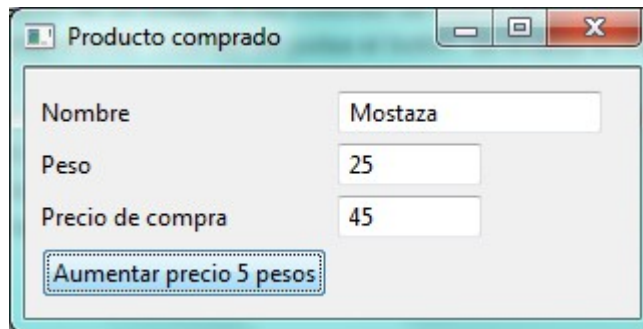 Producto comprado
Nombre Mostaza
Peso 25
Precio de compra 45
Aumentar precio 5 pesos